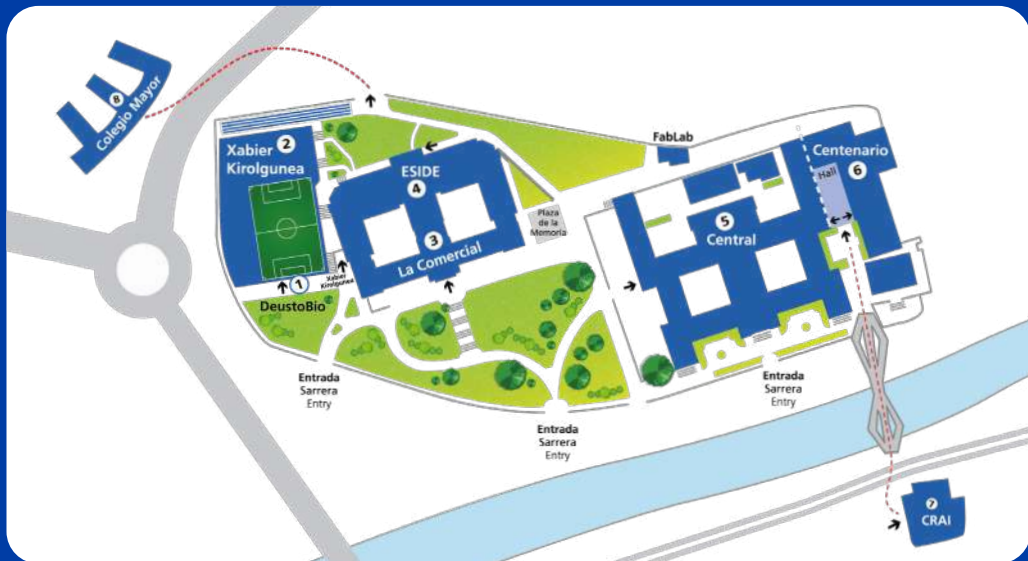 8
Colegio Mayor
Xabier 2
Kirolgunea
ESIDE
4
3
La Comercial
1
Xabier
Kirolgunea
DeustoBio
FabLab
Plaza
de la
Memoria
5
Central
Centenario
Hall
6
Entrada
Sarrera
Entry
Entrada
Sarrera
Entry
Entrada
Sarrera
Entry
7
CRAI